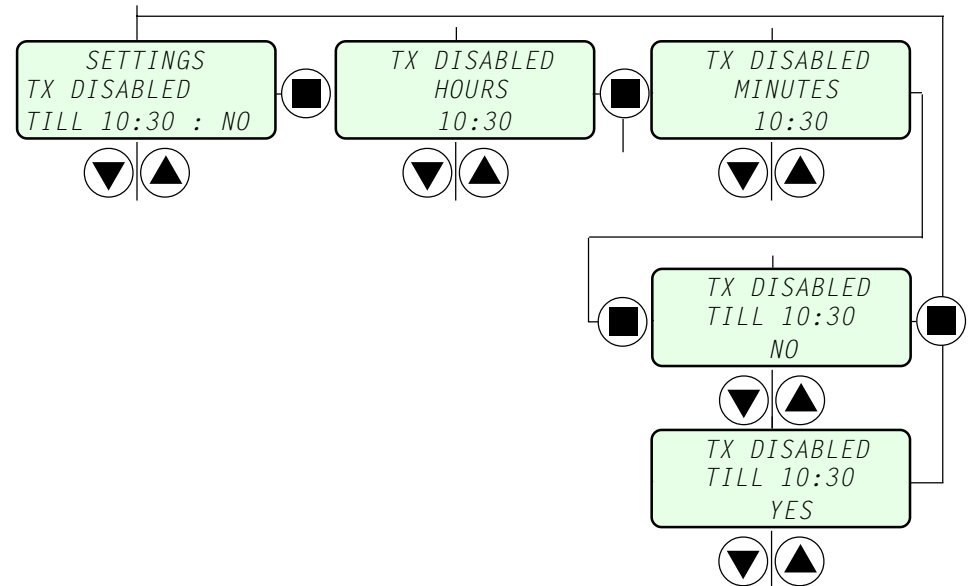 SETTINGS
TX DISABLED
TILL 10:30 : NO
TX DISABLED
HOURS
10:30
TX DISABLED
MINUTES
10:30
TX DISABLED
TILL 10:30
NO
TX DISABLED
TILL 10:30
YES